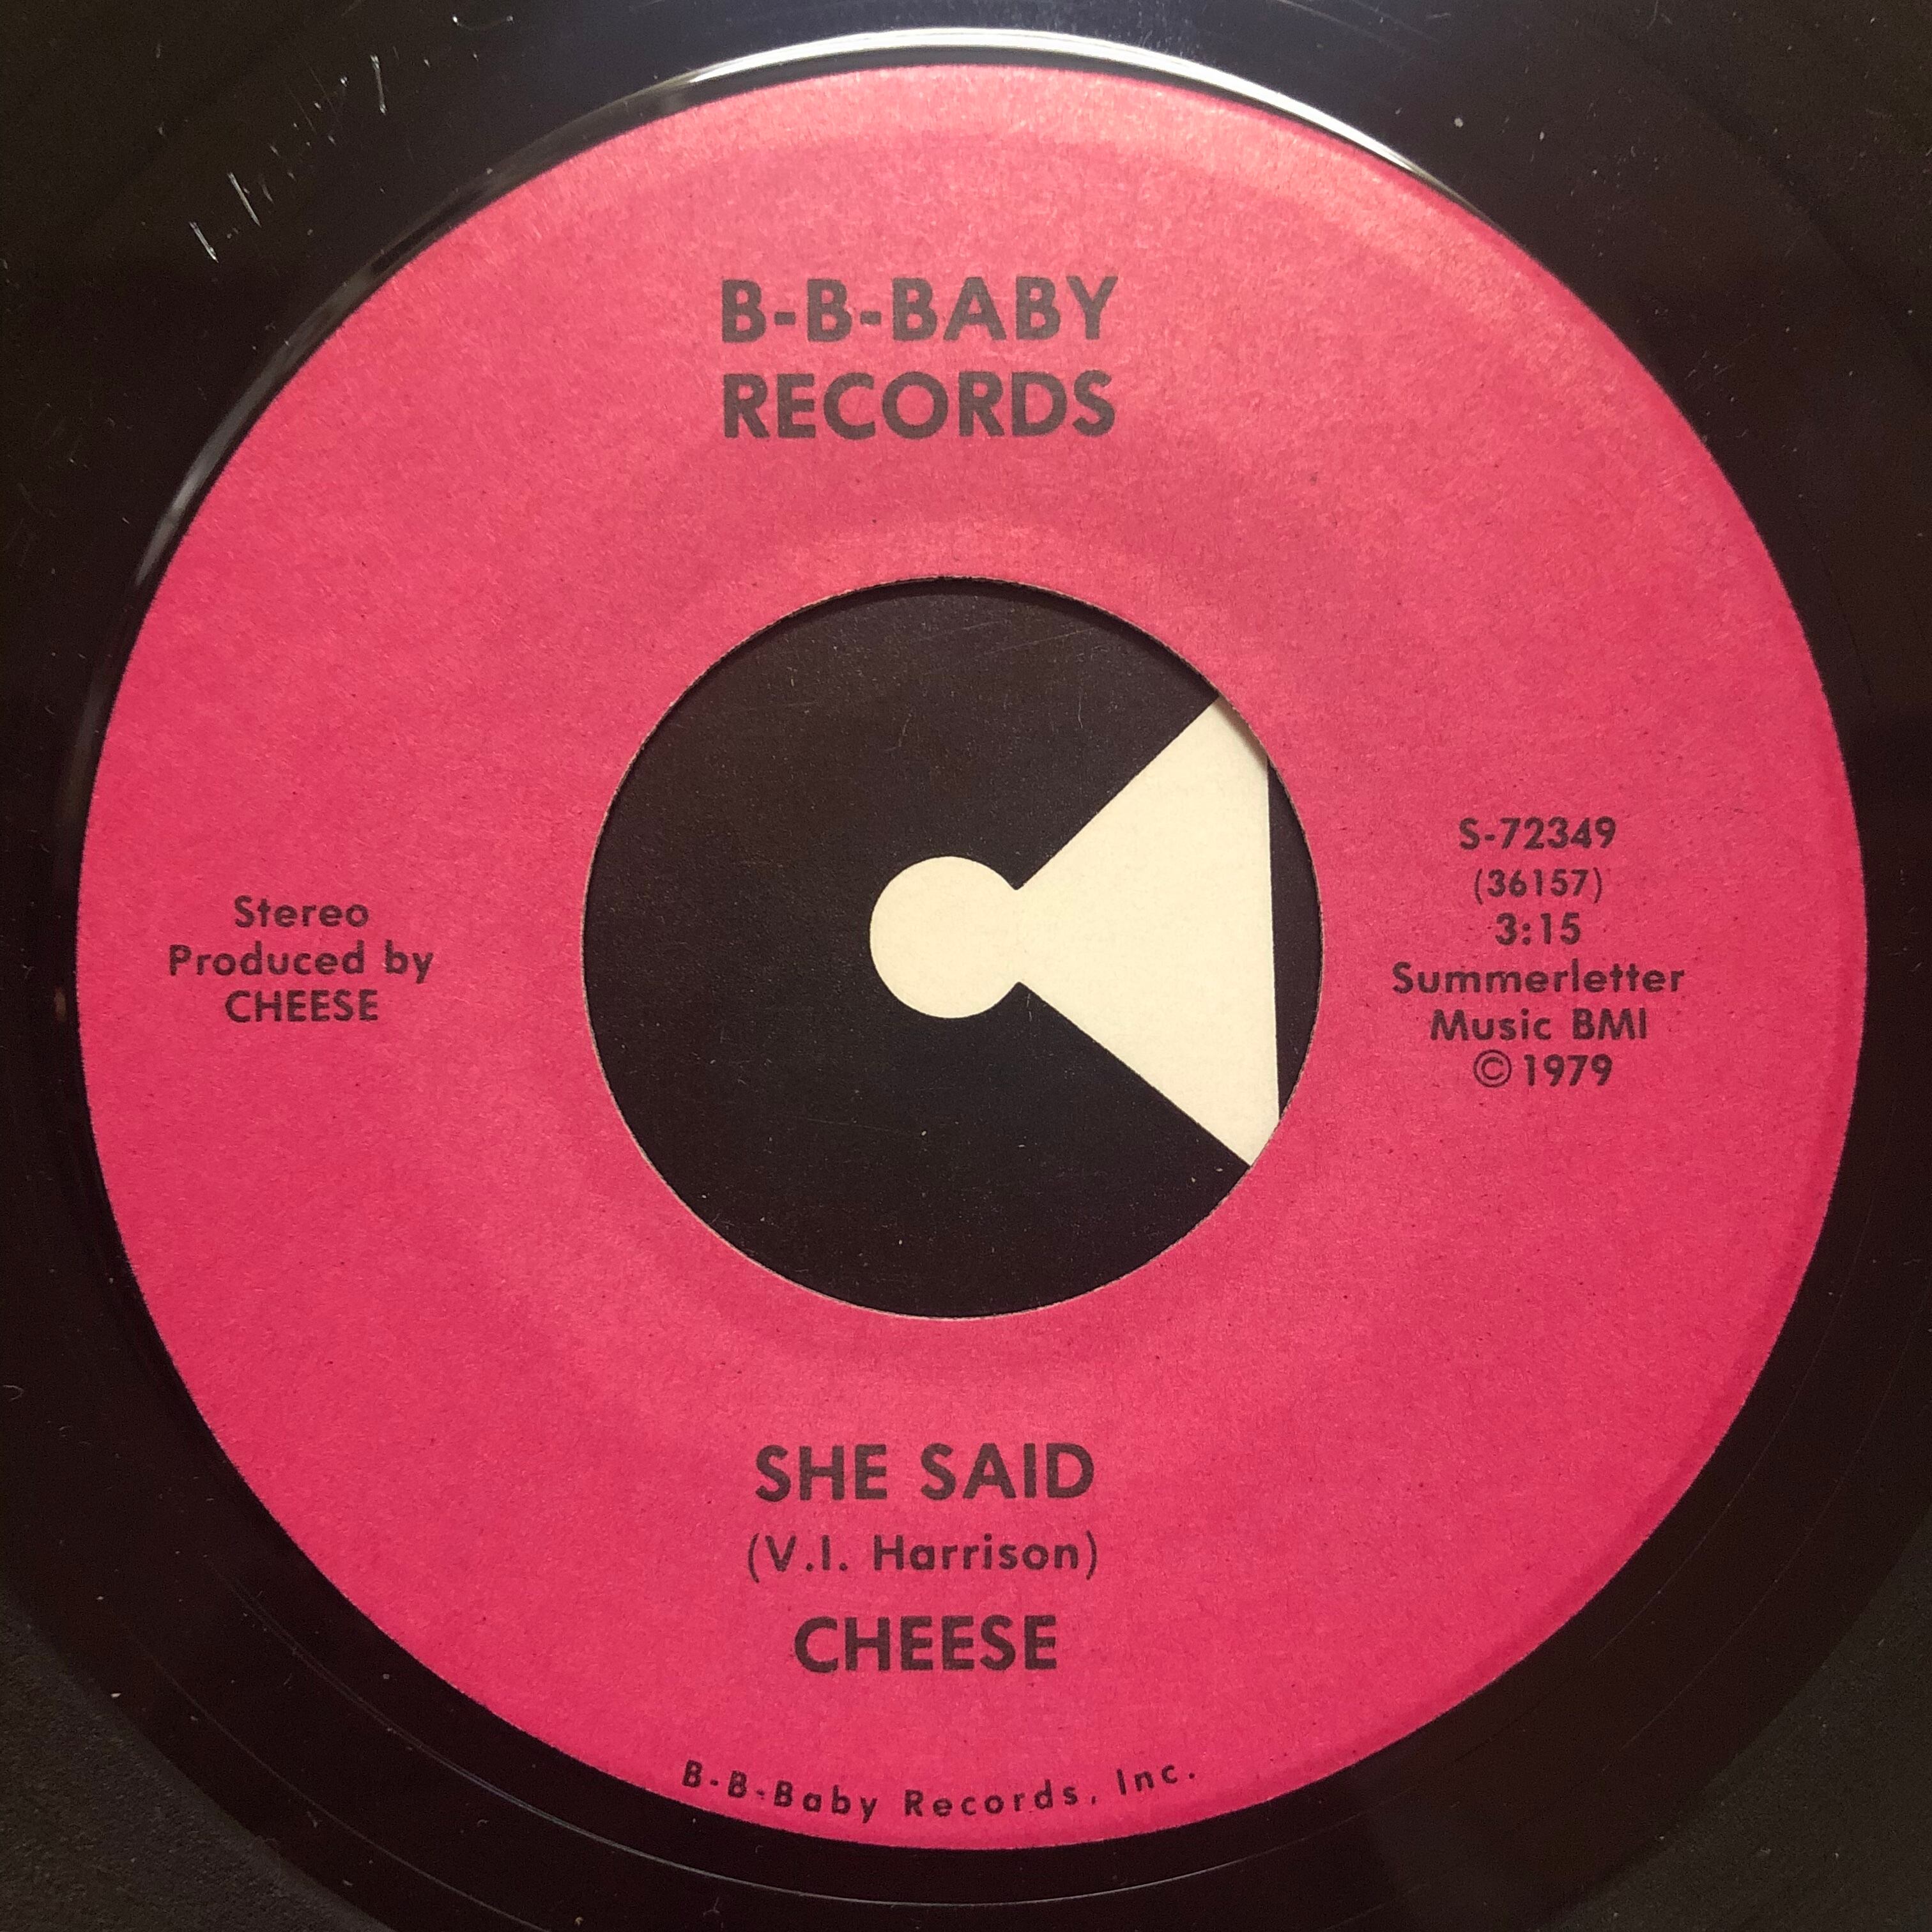 B-B-BABY
RECORDS
Stereo
Produced by
CHEESE
S-72349
(36157)
3:15
Summerletter
Music BMI
©1979
SHE SAID
(V.I. Harrison)
CHEESE
B-B-Baby Records, Inc.